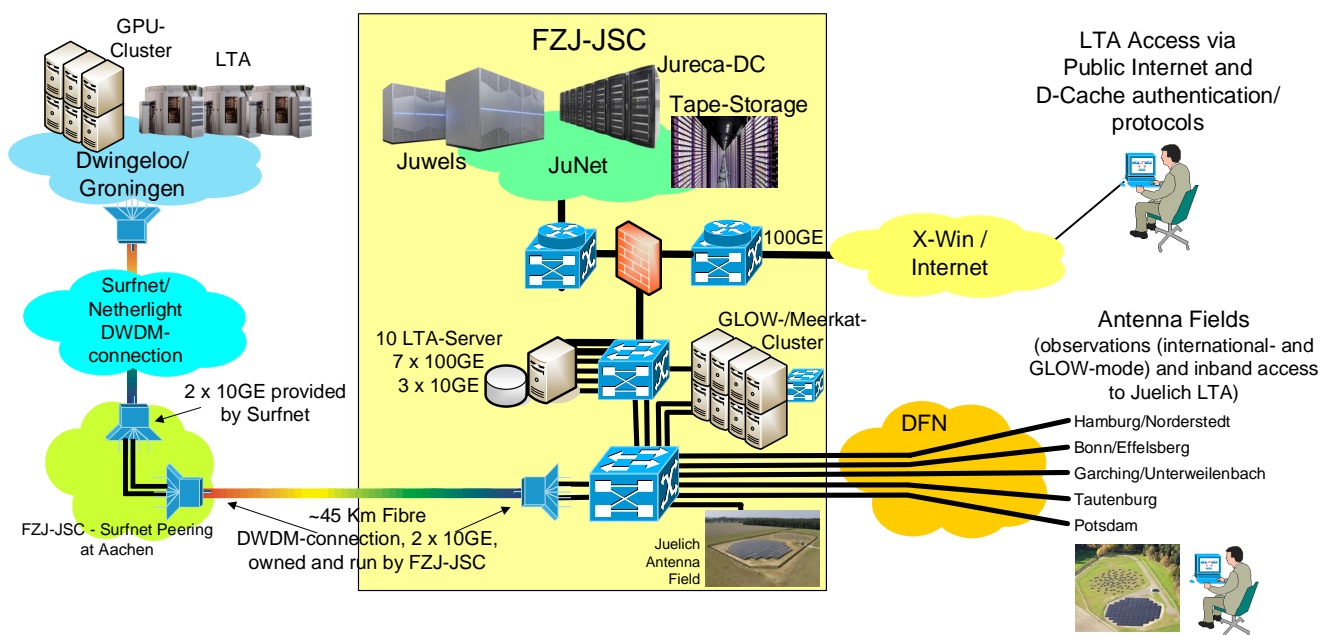 GPU-
Cluster
LTA
Dwingeloo/
Groningen
Surfnet/
Netherlight
DWDM-
connection
2 x 10GE provided
by Surfnet
FZJ-JSC - Surfnet Peering
at Aachen
~45 Km Fibre
DWDM-connection, 2 x 10GE,
owned and run by FZJ-JSC
FZJ-JSC
Jureca-DC
Tape-Storage
Juwels
JuNet
100GE
10 LTA-Server
7 x 100GE
3 x 10GE
GLOW-/Meerkat-
Cluster
Juelich
Antenna
Field
X-Win /
Internet
LTA Access via
Public Internet and
D-Cache authentication/
protocols
Antenna Fields
(observations (international- and
GLOW-mode) and inband access
to Juelich LTA)
DFN
Hamburg/Norderstedt
Bonn/Effelsberg
Garching/Unterweilenbach
Tautenburg
Potsdam